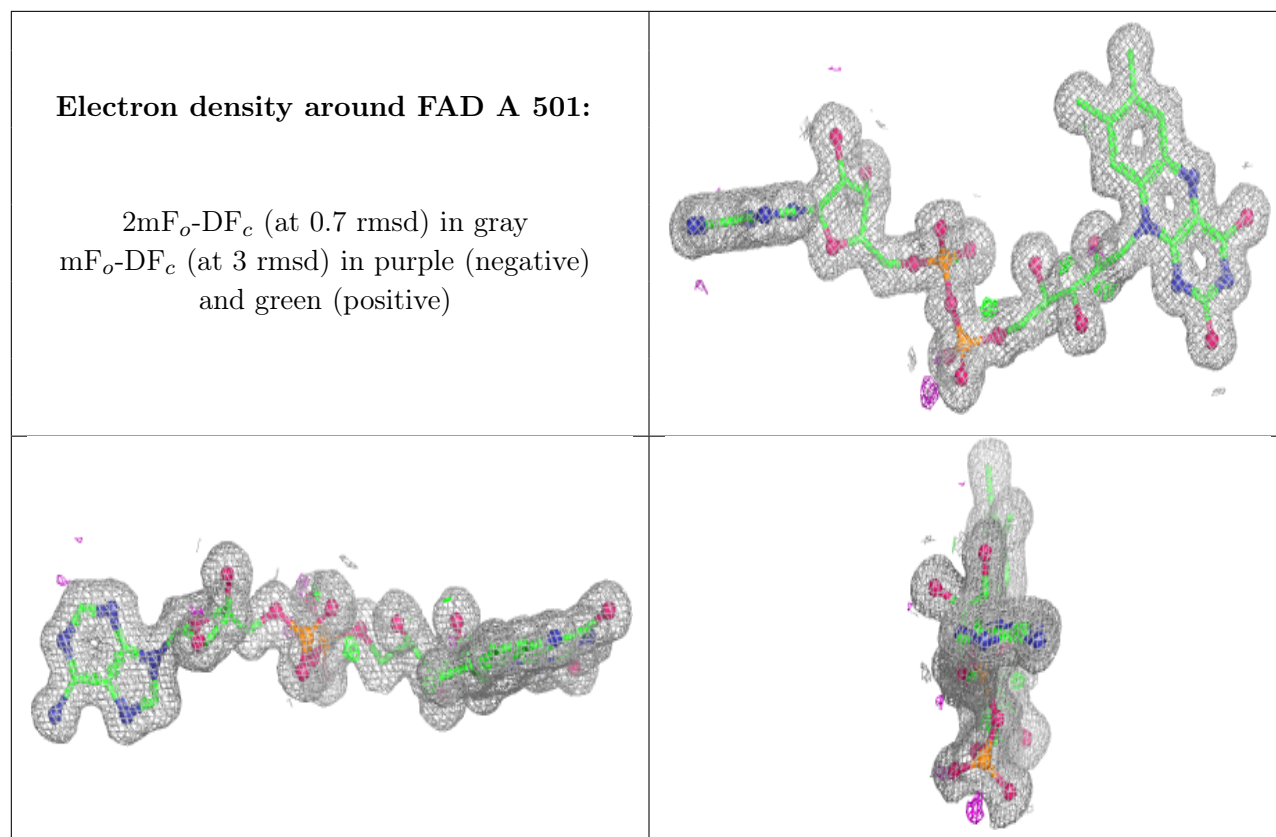 Electron density around FAD A 501:
2mFo-DFc (at 0.7 rmsd) in gray
mFo-DFc (at 3 rmsd) in purple (negative)
and green (positive)